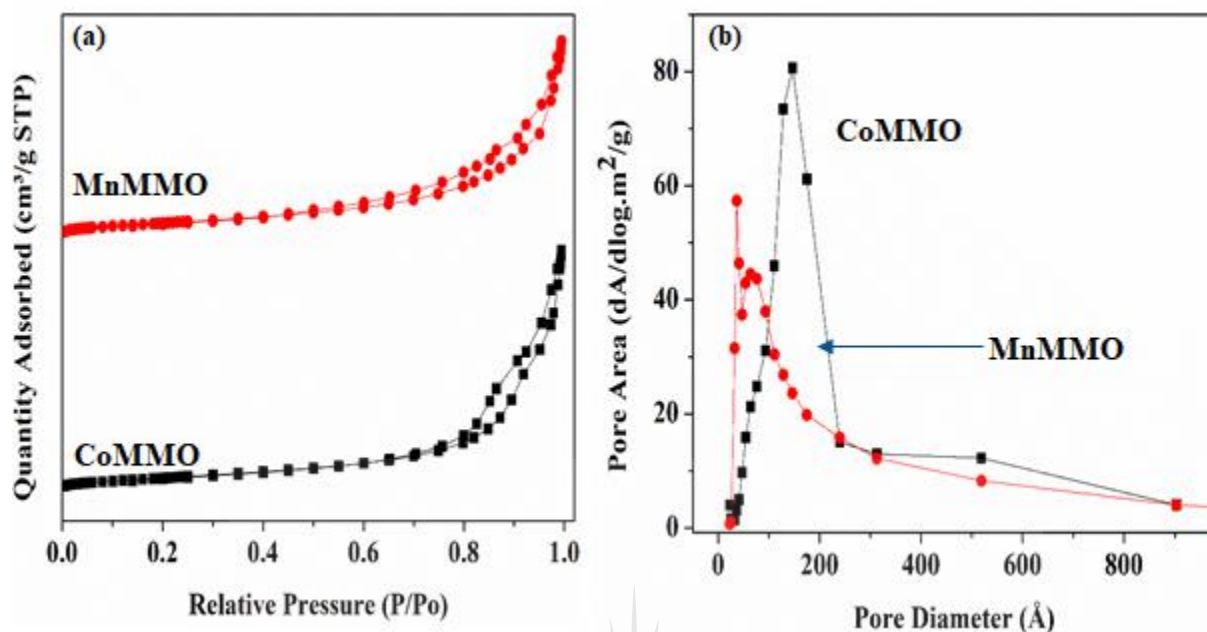 (a)
Quantity Adsorbed (cm³/g STP)
MnMMO
CoMMO
0.0 0.2 0.4 0.6 0.8 1.0
Relative Pressure (P/Po)
(b)
Pore Area (dA/dlog.m²/g)
80
60
40
20
0
CoMMO
MnMMO
0 200 400 600 800
Pore Diameter (Å)